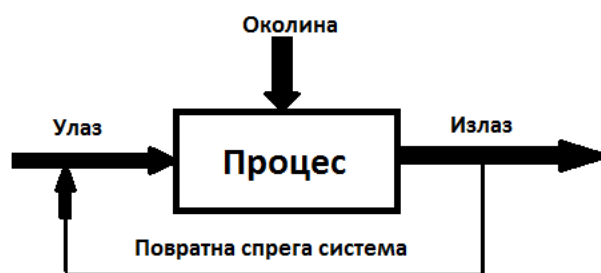 Околина
Улаз
Излаз
Процес
Повратна спрега система